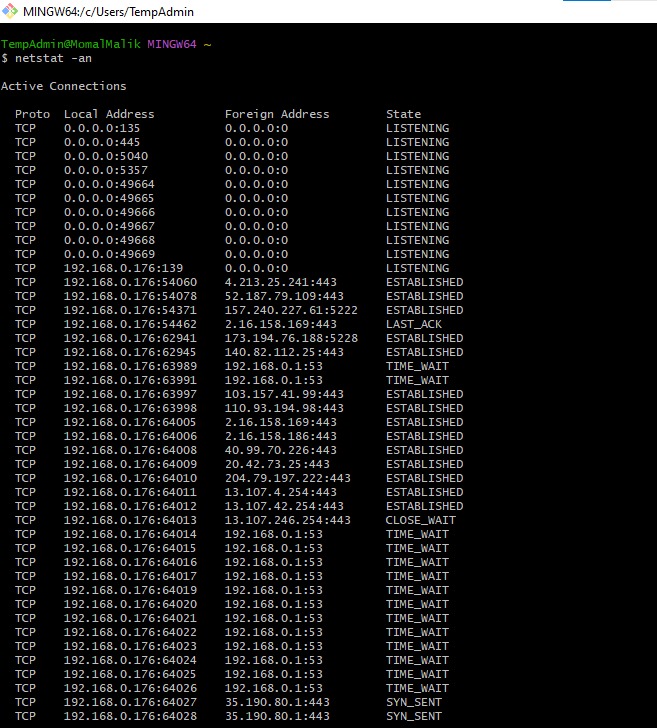 MINGW64:/c/Users/TempAdmin
TempAdmin@MomalMalik MINGW64 ~
$ netstat -an
Active Connections
Proto  Local Address          Foreign Address        State
TCP    0.0.0.0:135            0.0.0.0:0              LISTENING
TCP    0.0.0.0:445            0.0.0.0:0              LISTENING
TCP    0.0.0.0:5040           0.0.0.0:0              LISTENING
TCP    0.0.0.0:5357           0.0.0.0:0              LISTENING
TCP    0.0.0.0:49664          0.0.0.0:0              LISTENING
TCP    0.0.0.0:49665          0.0.0.0:0              LISTENING
TCP    0.0.0.0:49666          0.0.0.0:0              LISTENING
TCP    0.0.0.0:49667          0.0.0.0:0              LISTENING
TCP    0.0.0.0:49668          0.0.0.0:0              LISTENING
TCP    0.0.0.0:49669          0.0.0.0:0              LISTENING
TCP    192.168.0.176:139      0.0.0.0:0              LISTENING
TCP    192.168.0.176:54060    4.213.25.241:443       ESTABLISHED
TCP    192.168.0.176:54078    52.187.79.109:443      ESTABLISHED
TCP    192.168.0.176:54371    157.240.227.61:5222    ESTABLISHED
TCP    192.168.0.176:54462    2.16.158.169:443       LAST_ACK
TCP    192.168.0.176:62941    173.194.76.188:5228    ESTABLISHED
TCP    192.168.0.176:62945    140.82.112.25:443      ESTABLISHED
TCP    192.168.0.176:63989    192.168.0.1:53         TIME_WAIT
TCP    192.168.0.176:63991    192.168.0.1:53         TIME_WAIT
TCP    192.168.0.176:63997    103.157.41.99:443      ESTABLISHED
TCP    192.168.0.176:63998    110.93.194.98:443      ESTABLISHED
TCP    192.168.0.176:64005    2.16.158.169:443       ESTABLISHED
TCP    192.168.0.176:64006    2.16.158.186:443       ESTABLISHED
TCP    192.168.0.176:64008    40.99.70.226:443       ESTABLISHED
TCP    192.168.0.176:64009    20.42.73.25:443        ESTABLISHED
TCP    192.168.0.176:64010    204.79.197.222:443     ESTABLISHED
TCP    192.168.0.176:64011    13.107.4.254:443       ESTABLISHED
TCP    192.168.0.176:64012    13.107.42.254:443      ESTABLISHED
TCP    192.168.0.176:64013    13.107.246.254:443     CLOSE_WAIT
TCP    192.168.0.176:64014    192.168.0.1:53         TIME_WAIT
TCP    192.168.0.176:64015    192.168.0.1:53         TIME_WAIT
TCP    192.168.0.176:64016    192.168.0.1:53         TIME_WAIT
TCP    192.168.0.176:64017    192.168.0.1:53         TIME_WAIT
TCP    192.168.0.176:64019    192.168.0.1:53         TIME_WAIT
TCP    192.168.0.176:64020    192.168.0.1:53         TIME_WAIT
TCP    192.168.0.176:64021    192.168.0.1:53         TIME_WAIT
TCP    192.168.0.176:64022    192.168.0.1:53         TIME_WAIT
TCP    192.168.0.176:64023    192.168.0.1:53         TIME_WAIT
TCP    192.168.0.176:64024    192.168.0.1:53         TIME_WAIT
TCP    192.168.0.176:64025    192.168.0.1:53         TIME_WAIT
TCP    192.168.0.176:64026    192.168.0.1:53         TIME_WAIT
TCP    192.168.0.176:64027    35.190.80.1:443        SYN_SENT
TCP    192.168.0.176:64028    35.190.80.1:443        SYN_SENT